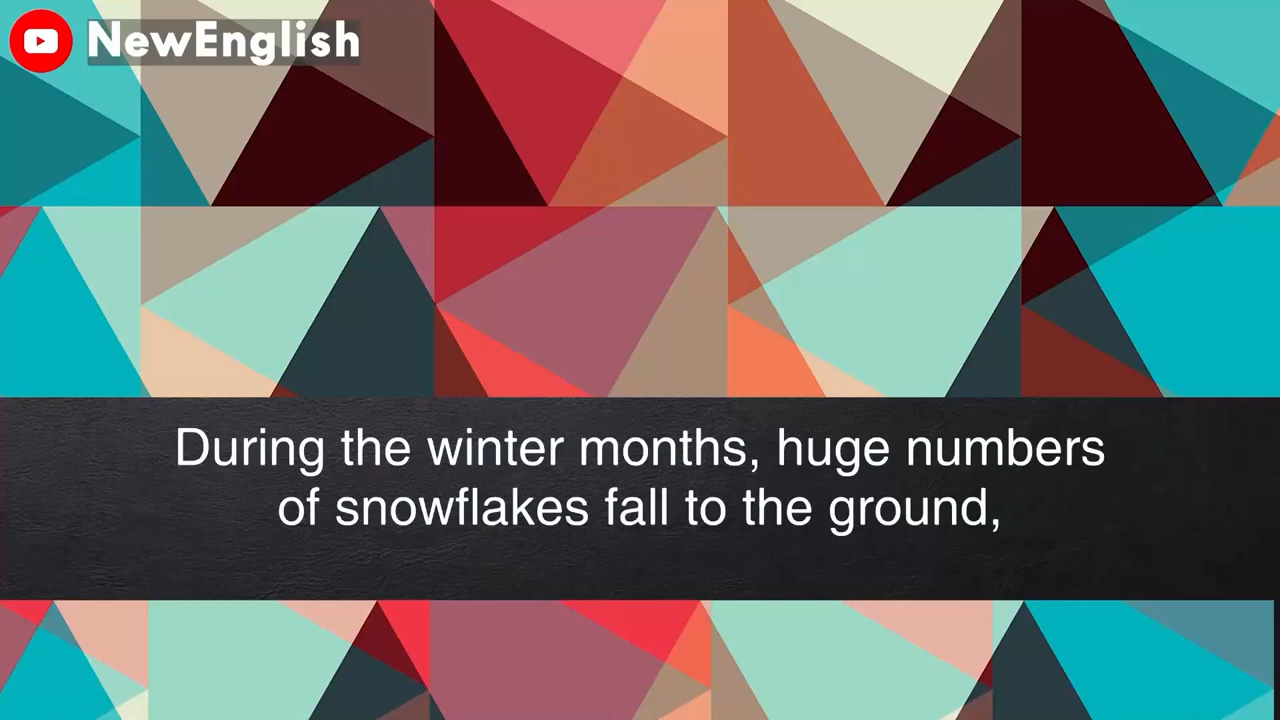 NewEnglish
During the winter months, huge numbers
of snowflakes fall to the ground,